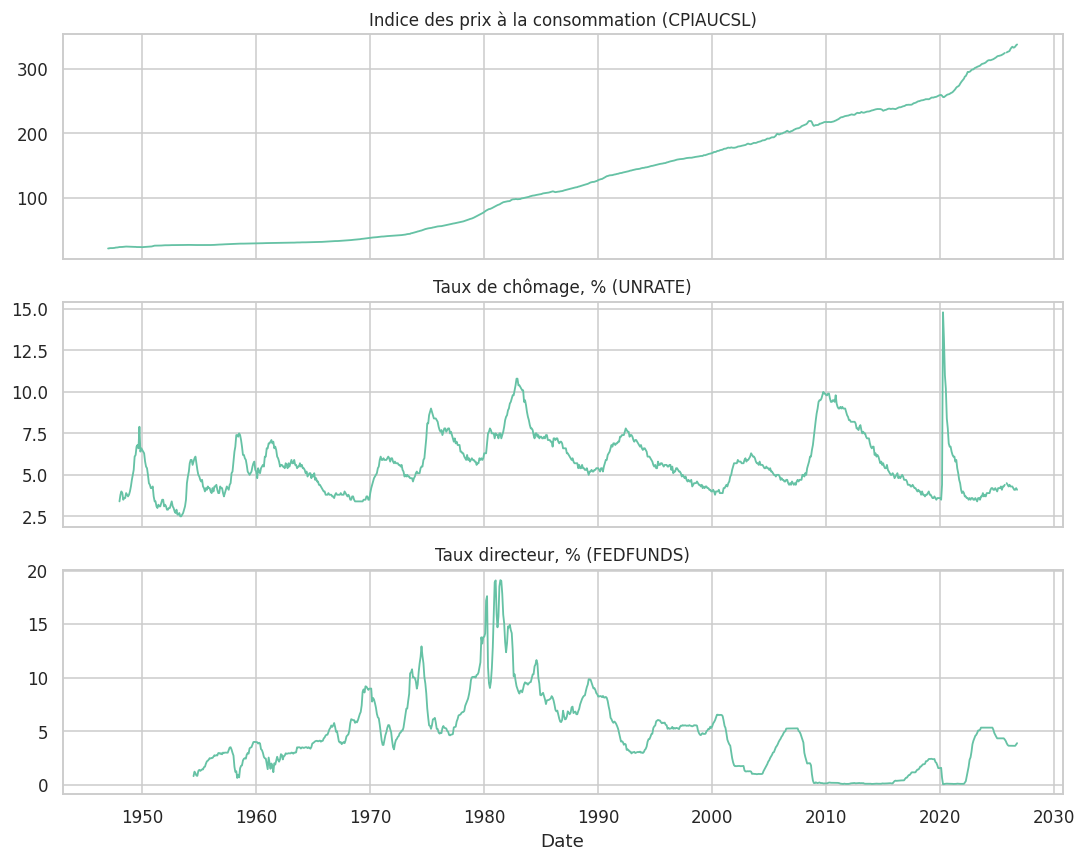 Indice des prix à la consommation (CPIAUCSL)
300
200
100
Taux de chômage, % (UNRATE)
15.0
12.5
10.0
7.5
5.0
2.5
Taux directeur, % (FEDFUNDS)
20
15
10
5
0
1950 1960 1970 1980 1990 2000 2010 2020 2030
Date